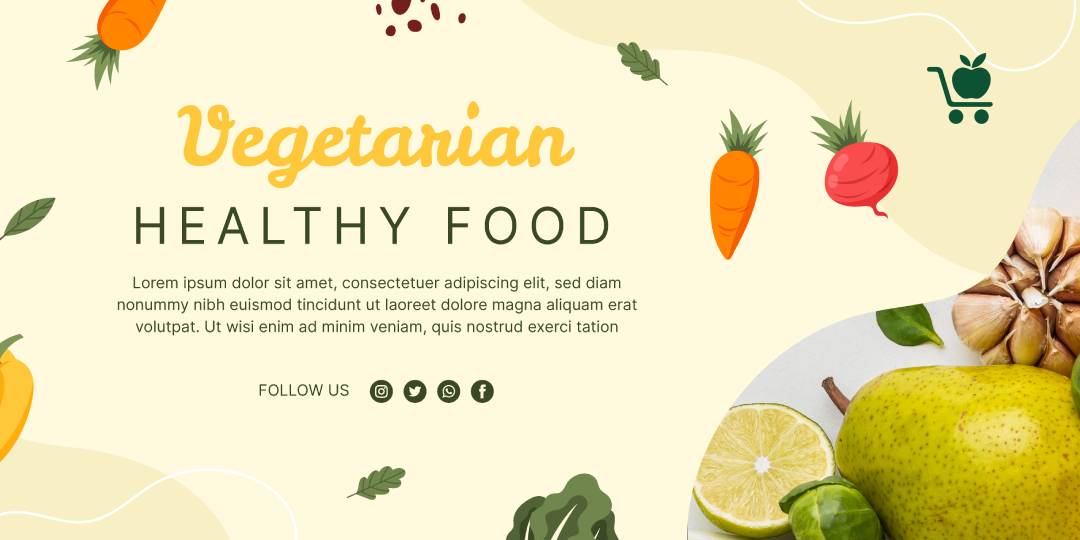 Vegetarian
HEALTHY FOOD
Lorem ipsum dolor sit amet, consectetuer adipiscing elit, sed diam
nonummy nibh euismod tincidunt ut laoreet dolore magna aliquam erat
volutpat. Ut wisi enim ad minim veniam, quis nostrud exerci tation
FOLLOW US